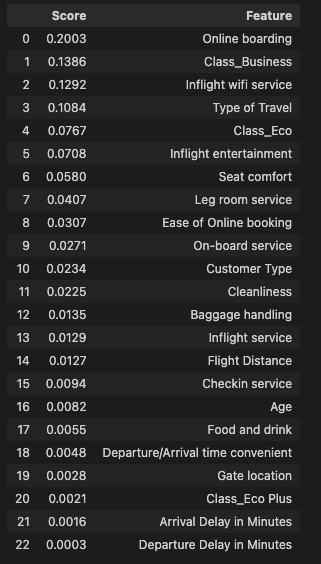 Score Feature
0 0.2003 Online boarding
1 0.1386 Class_Business
2 0.1292 Inflight wifi service
3 0.1084 Type of Travel
4 0.0767 Class_Eco
5 0.0708 Inflight entertainment
6 0.0580 Seat comfort
7 0.0407 Leg room service
8 0.0307 Ease of Online booking
9 0.0271 On-board service
10 0.0234 Customer Type
11 0.0225 Cleanliness
12 0.0135 Baggage handling
13 0.0129 Inflight service
14 0.0127 Flight Distance
15 0.0094 Checkin service
16 0.0082 Age
17 0.0055 Food and drink
18 0.0048 Departure/Arrival time convenient
19 0.0028 Gate location
20 0.0021 Class_Eco Plus
21 0.0016 Arrival Delay in Minutes
22 0.0003 Departure Delay in Minutes